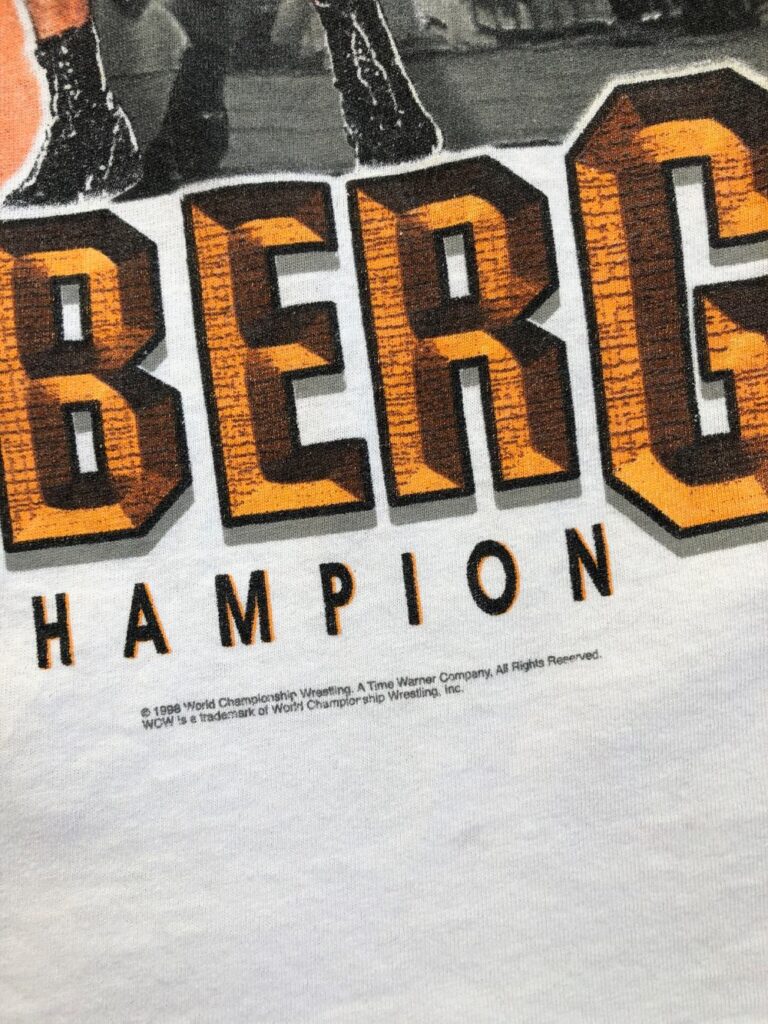 BERG
HAMPION
© 1998 World Championship Wrestling. A Time Warner Company, All Rights Reserved.
WCW is a trademark of World Championship Wrestling, Inc.